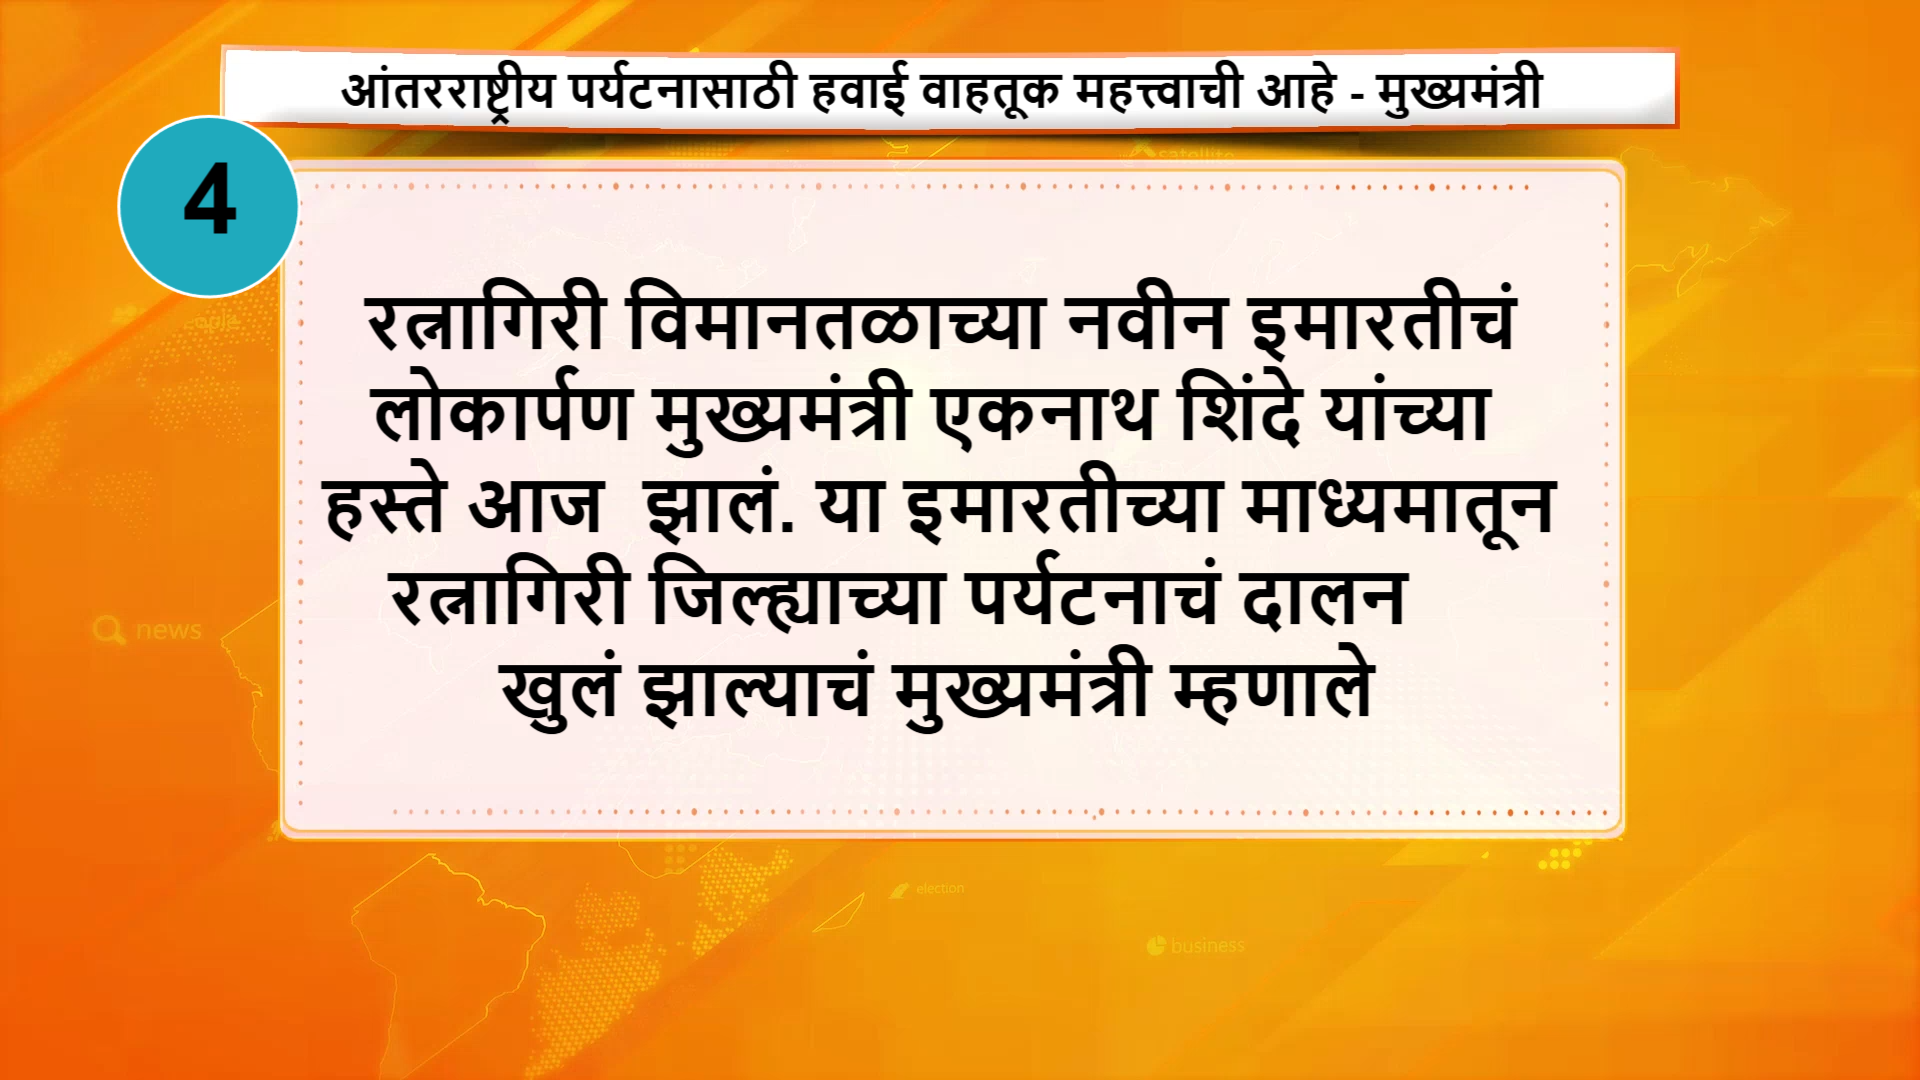 आंतरराष्ट्रीय पर्यटनासाठी हवाई वाहतूक महत्त्वाची आहे - मुख्यमंत्री
4
satellite
रत्नागिरी विमानतळाच्या नवीन इमारतीचं
लोकार्पण मुख्यमंत्री एकनाथ शिंदे यांच्या
हस्ते आज झालं. या इमारतीच्या माध्यमातून
रत्नागिरी जिल्ह्याच्या पर्यटनाचं दालन
खुलं झाल्याचं मुख्यमंत्री म्हणाले
news
election
business